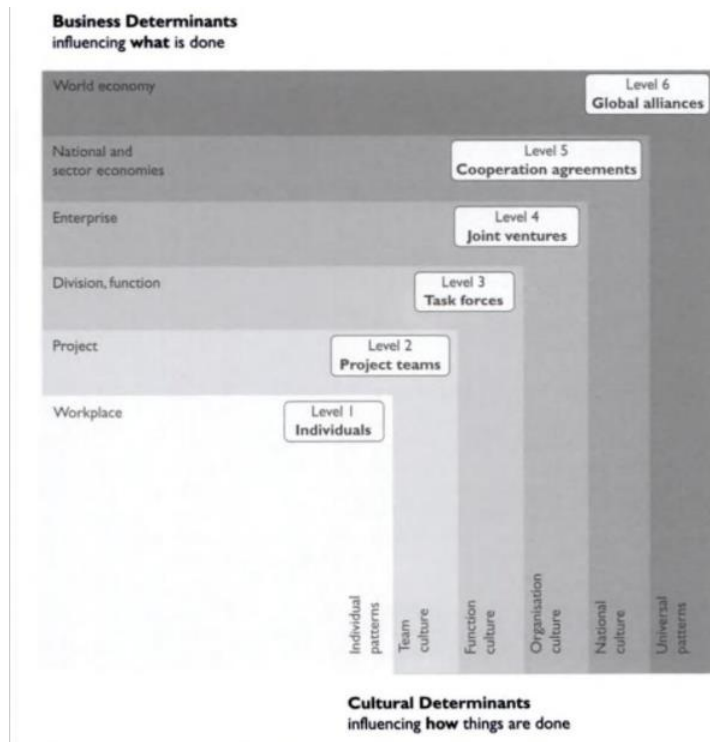 Business Determinants
influencing what is done
World economy
Level 6
Global alliances
National and
sector economies
Level 5
Cooperation agreements
Enterprise
Level 4
Joint ventures
Division, function
Level 3
Task forces
Project
Level 2
Project teams
Workplace
Level 1
Individuals
Individual
patterns
Team
culture
Function
culture
Organisation
culture
National
culture
Universal
patterns
Cultural Determinants
influencing how things are done